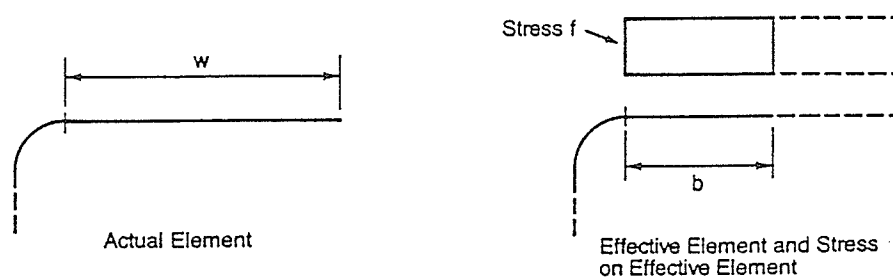 Stress f
w
b
Actual Element
Effective Element and Stress
on Effective Element